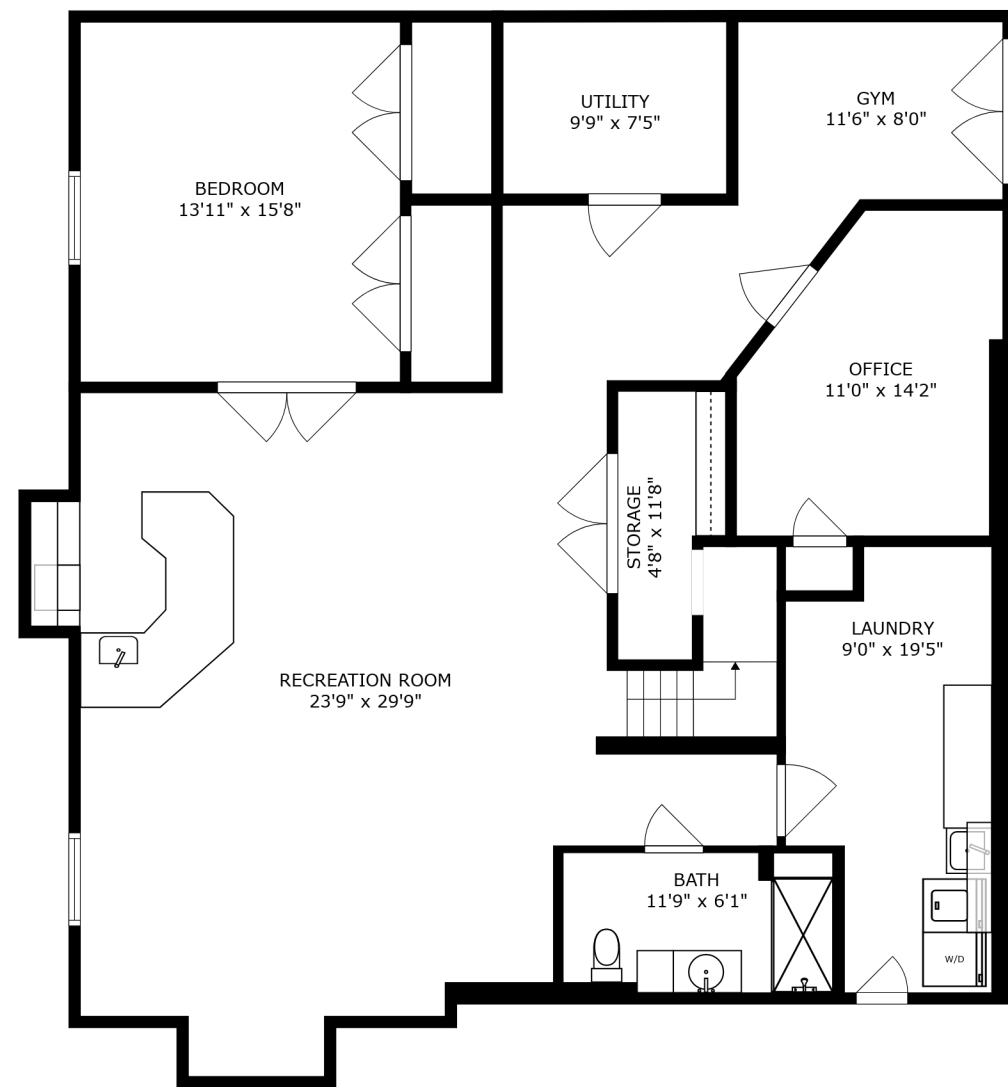 UTILITY
9'9" x 7'5"
GYM
11'6" x 8'0"
BEDROOM
13'11" x 15'8"
OFFICE
11'0" x 14'2"
STORAGE
4'8" x 11'8"
LAUNDRY
9'0" x 19'5"
RECREATION ROOM
23'9" x 29'9"
BATH
11'9" x 6'1"
W/D